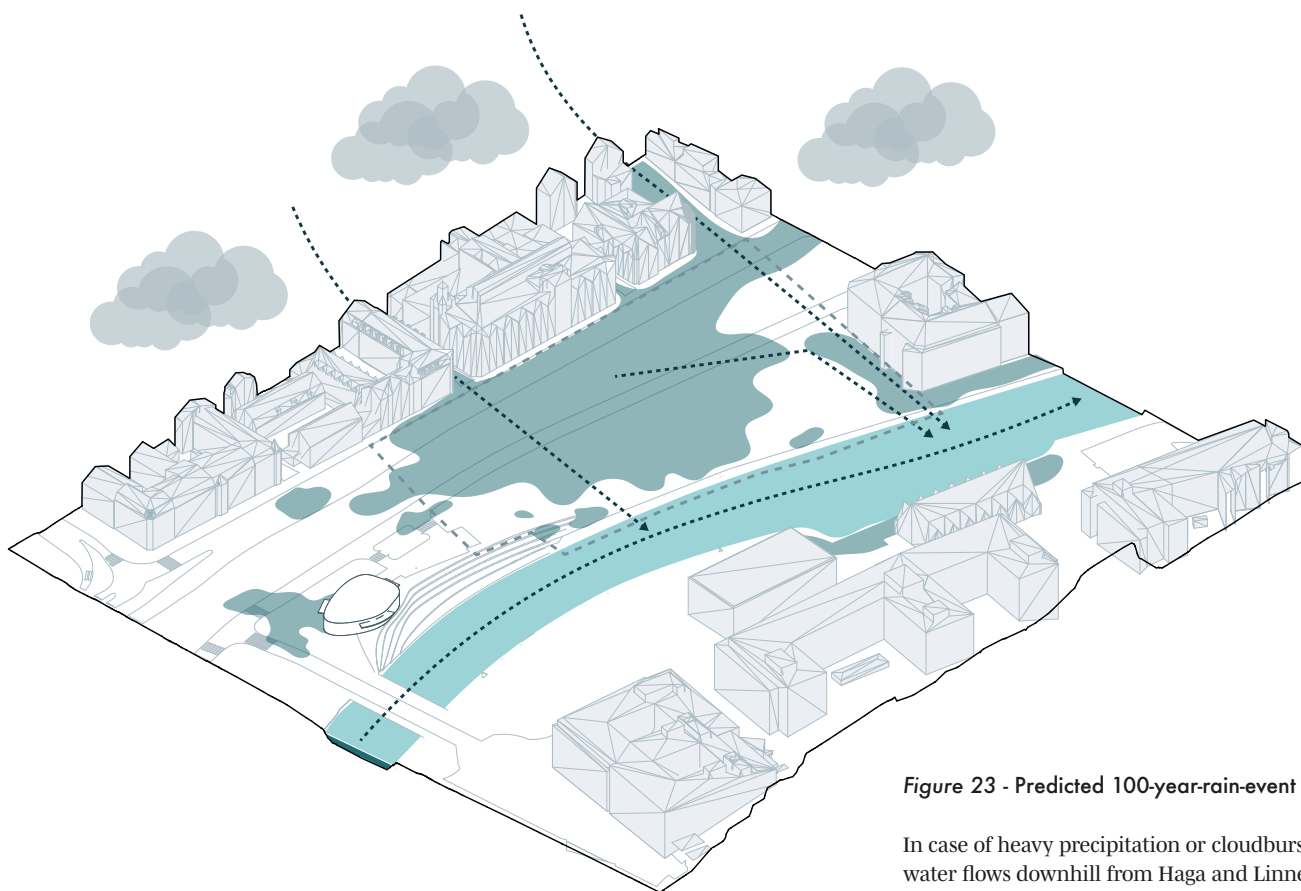 Figure 23 - Predicted 100-year-rain-event
In case of heavy precipitation or cloudburs
water flows downhill from Haga and Linne